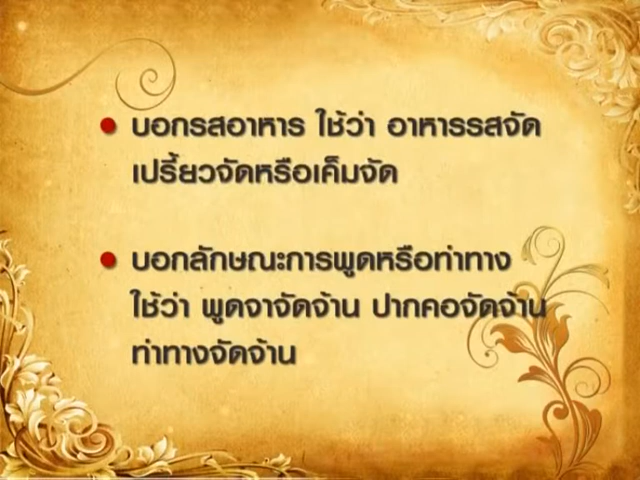 • บอกรสอาหาร ใช้ว่า อาหารรสจัด
เปรี้ยวจัดหรือเค็มจัด
• บอกลักษณะการพูดหรือท่าทาง
ใช้ว่า พูดจาจัดจ้าน ปากคอจัดจ้าน
ท่าทางจัดจ้าน